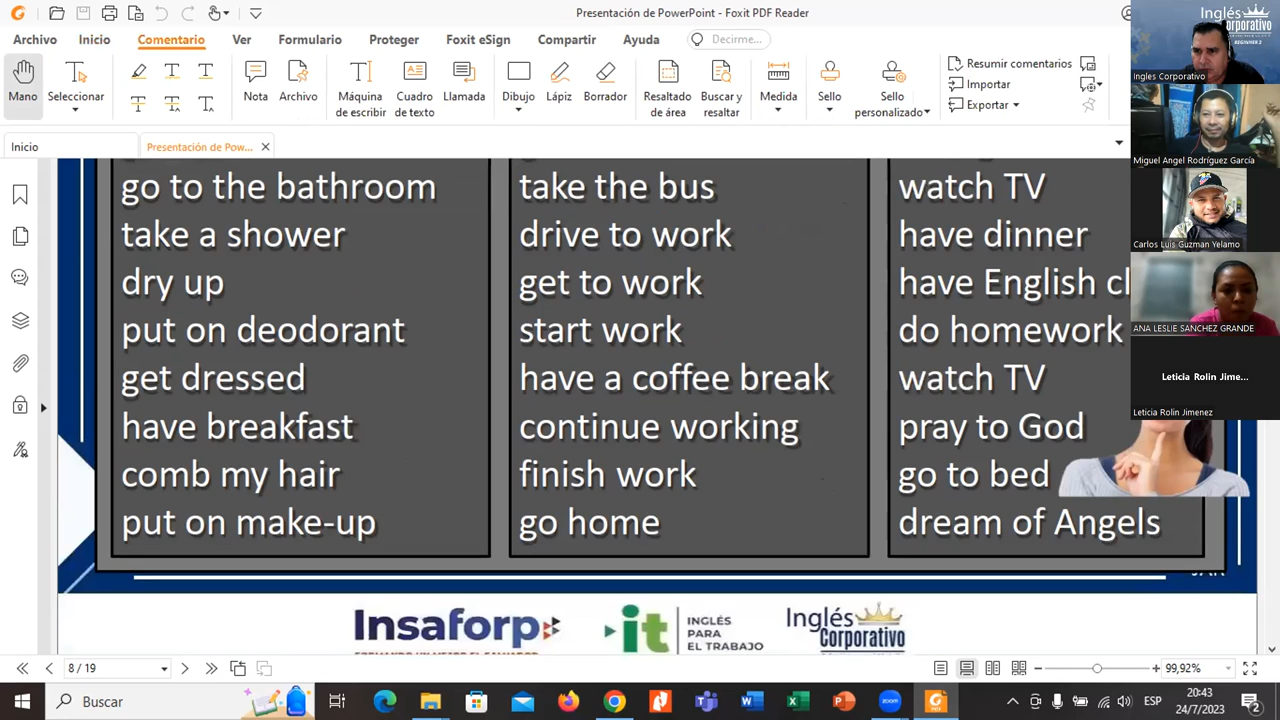 Presentación de PowerPoint - Foxit PDF Reader
Archivo Inicio Comentario Ver Formulario Proteger Foxit eSign Compartir Ayuda Decirme...
Mano
Seleccionar
Nota
Archivo
Máquina de escribir
Cuadro de texto
Llamada
Dibujo
Lápiz
Borrador
Resaltado de área
Buscar y resaltar
Medida
Sello
Sello personalizado
Resumir comentarios
Importar
Exportar
Inicio
Presentación de Pow...
go to the bathroom
take a shower
dry up
put on deodorant
get dressed
have breakfast
comb my hair
put on make-up
take the bus
drive to work
get to work
start work
have a coffee break
continue working
finish work
go home
watch TV
have dinner
have English cl
do homework
watch TV
pray to God
go to bed
dream of Angels
Inglés
Corporativo
BEGINNER 2
Ingles Corporativo
Miguel Angel Rodríguez García
Carlos Luis Guzman Yelamo
ANA LESLIE SANCHEZ GRANDE
Leticia Rolin Jime...
Leticia Rolin Jimenez
Insaforp
it
INGLÉS
PARA
EL TRABAJO
Inglés
Corporativo
8 / 19
99,92%
Buscar
ESP
20:43
24/7/2023
2